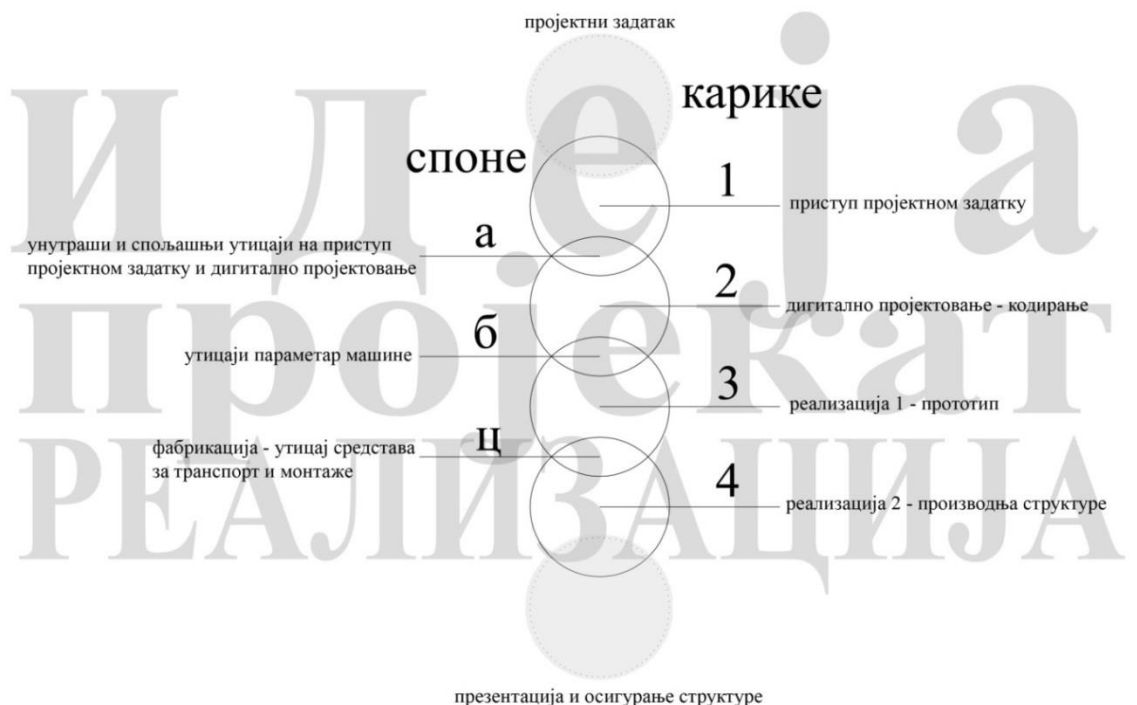 пројектни задатак
идеја
карике
споне
1
приступ пројектном задатку
а
унутраши и спољашњи утицаји на приступ
пројектном задатку и дигитално пројектовање
пројекат
2
дигитално пројектовање - кодирање
б
утицаји параметар машине
3
реализација 1 - прототип
РЕАЛИЗАЦИЈА
ц
фабрикација - утицај средстава
за транспорт и монтаже
4
реализација 2 - производња структуре
презентација и осигурање структуре